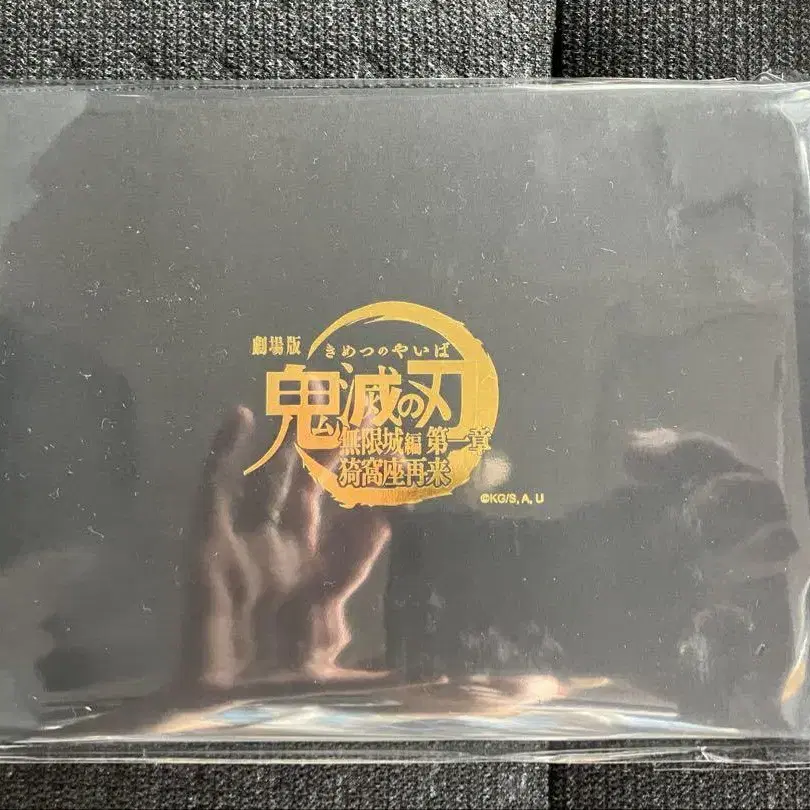 劇場版
きめつのやいば
鬼滅の刃
無限城編 第一章
猗窩座再来
©KG/S, A, U